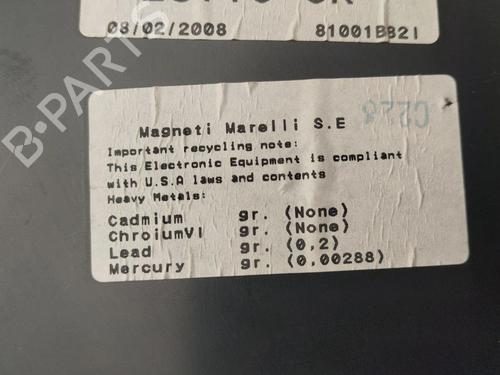 08/02/2008 81001BB2I
Magneti Marelli S.E
Important recycling note:
This Electronic Equipment is compliant
with U.S.A laws and contents
Heavy Metals:
Cadmium gr. (None)
ChroiumVI gr. (None)
Lead gr. (0,2)
Mercury gr. (0,00288)
B-PARTS